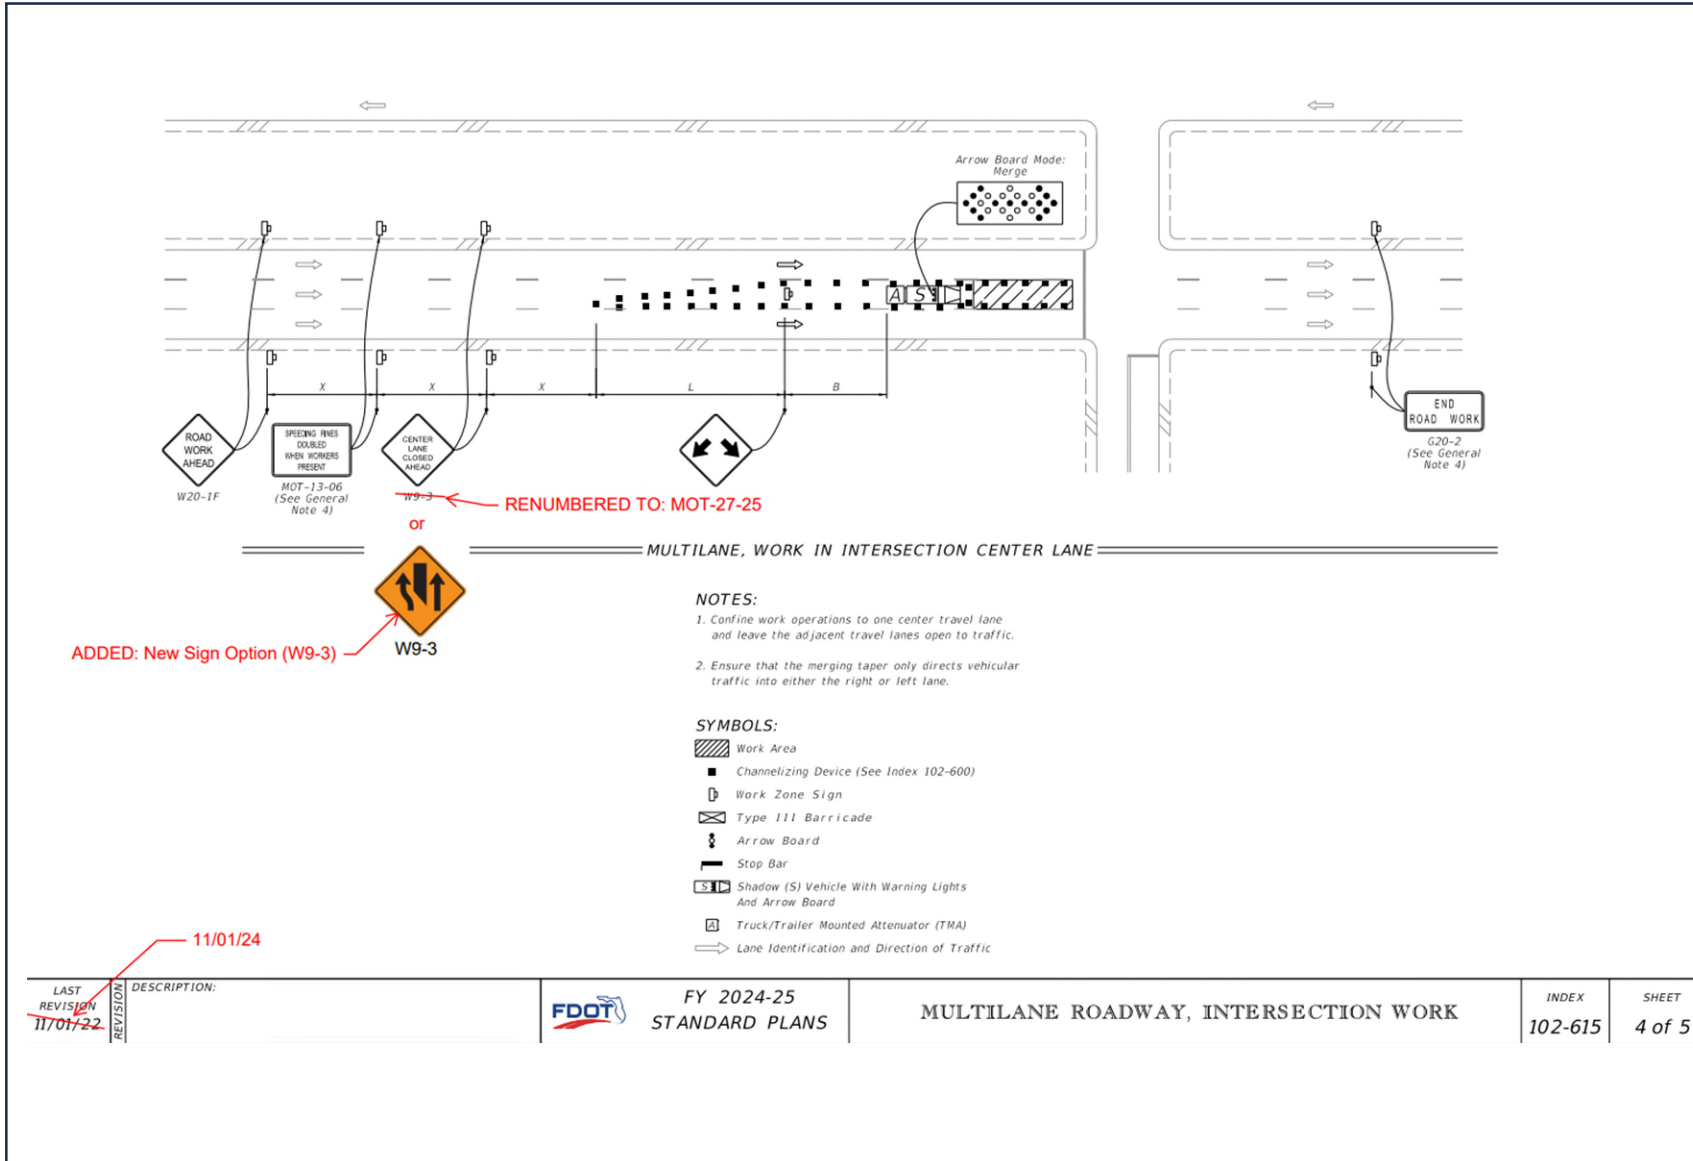 Arrow Board Mode:
Merge
A S
X X X L B
ROAD
WORK
AHEAD
W20-1F
SPEEDING FINES
DOUBLED
WHEN WORKERS
PRESENT
MOT-13-06
(See General
Note 4)
CENTER
LANE
CLOSED
AHEAD
W9-3
RENUMBERED TO: MOT-27-25
or
END
ROAD WORK
G20-2
(See General
Note 4)
MULTILANE, WORK IN INTERSECTION CENTER LANE
ADDED: New Sign Option (W9-3)
W9-3
NOTES:
1. Confine work operations to one center travel lane
and leave the adjacent travel lanes open to traffic.
2. Ensure that the merging taper only directs vehicular
traffic into either the right or left lane.
SYMBOLS:
Work Area
Channelizing Device (See Index 102-600)
Work Zone Sign
Type III Barricade
Arrow Board
Stop Bar
S Shadow (S) Vehicle With Warning Lights
And Arrow Board
A Truck/Trailer Mounted Attenuator (TMA)
Lane Identification and Direction of Traffic
11/01/24
LAST
REVISION
11/01/22
REVISION
DESCRIPTION:
FDOT
FY 2024-25
STANDARD PLANS
MULTILANE ROADWAY, INTERSECTION WORK
INDEX
102-615
SHEET
4 of 5